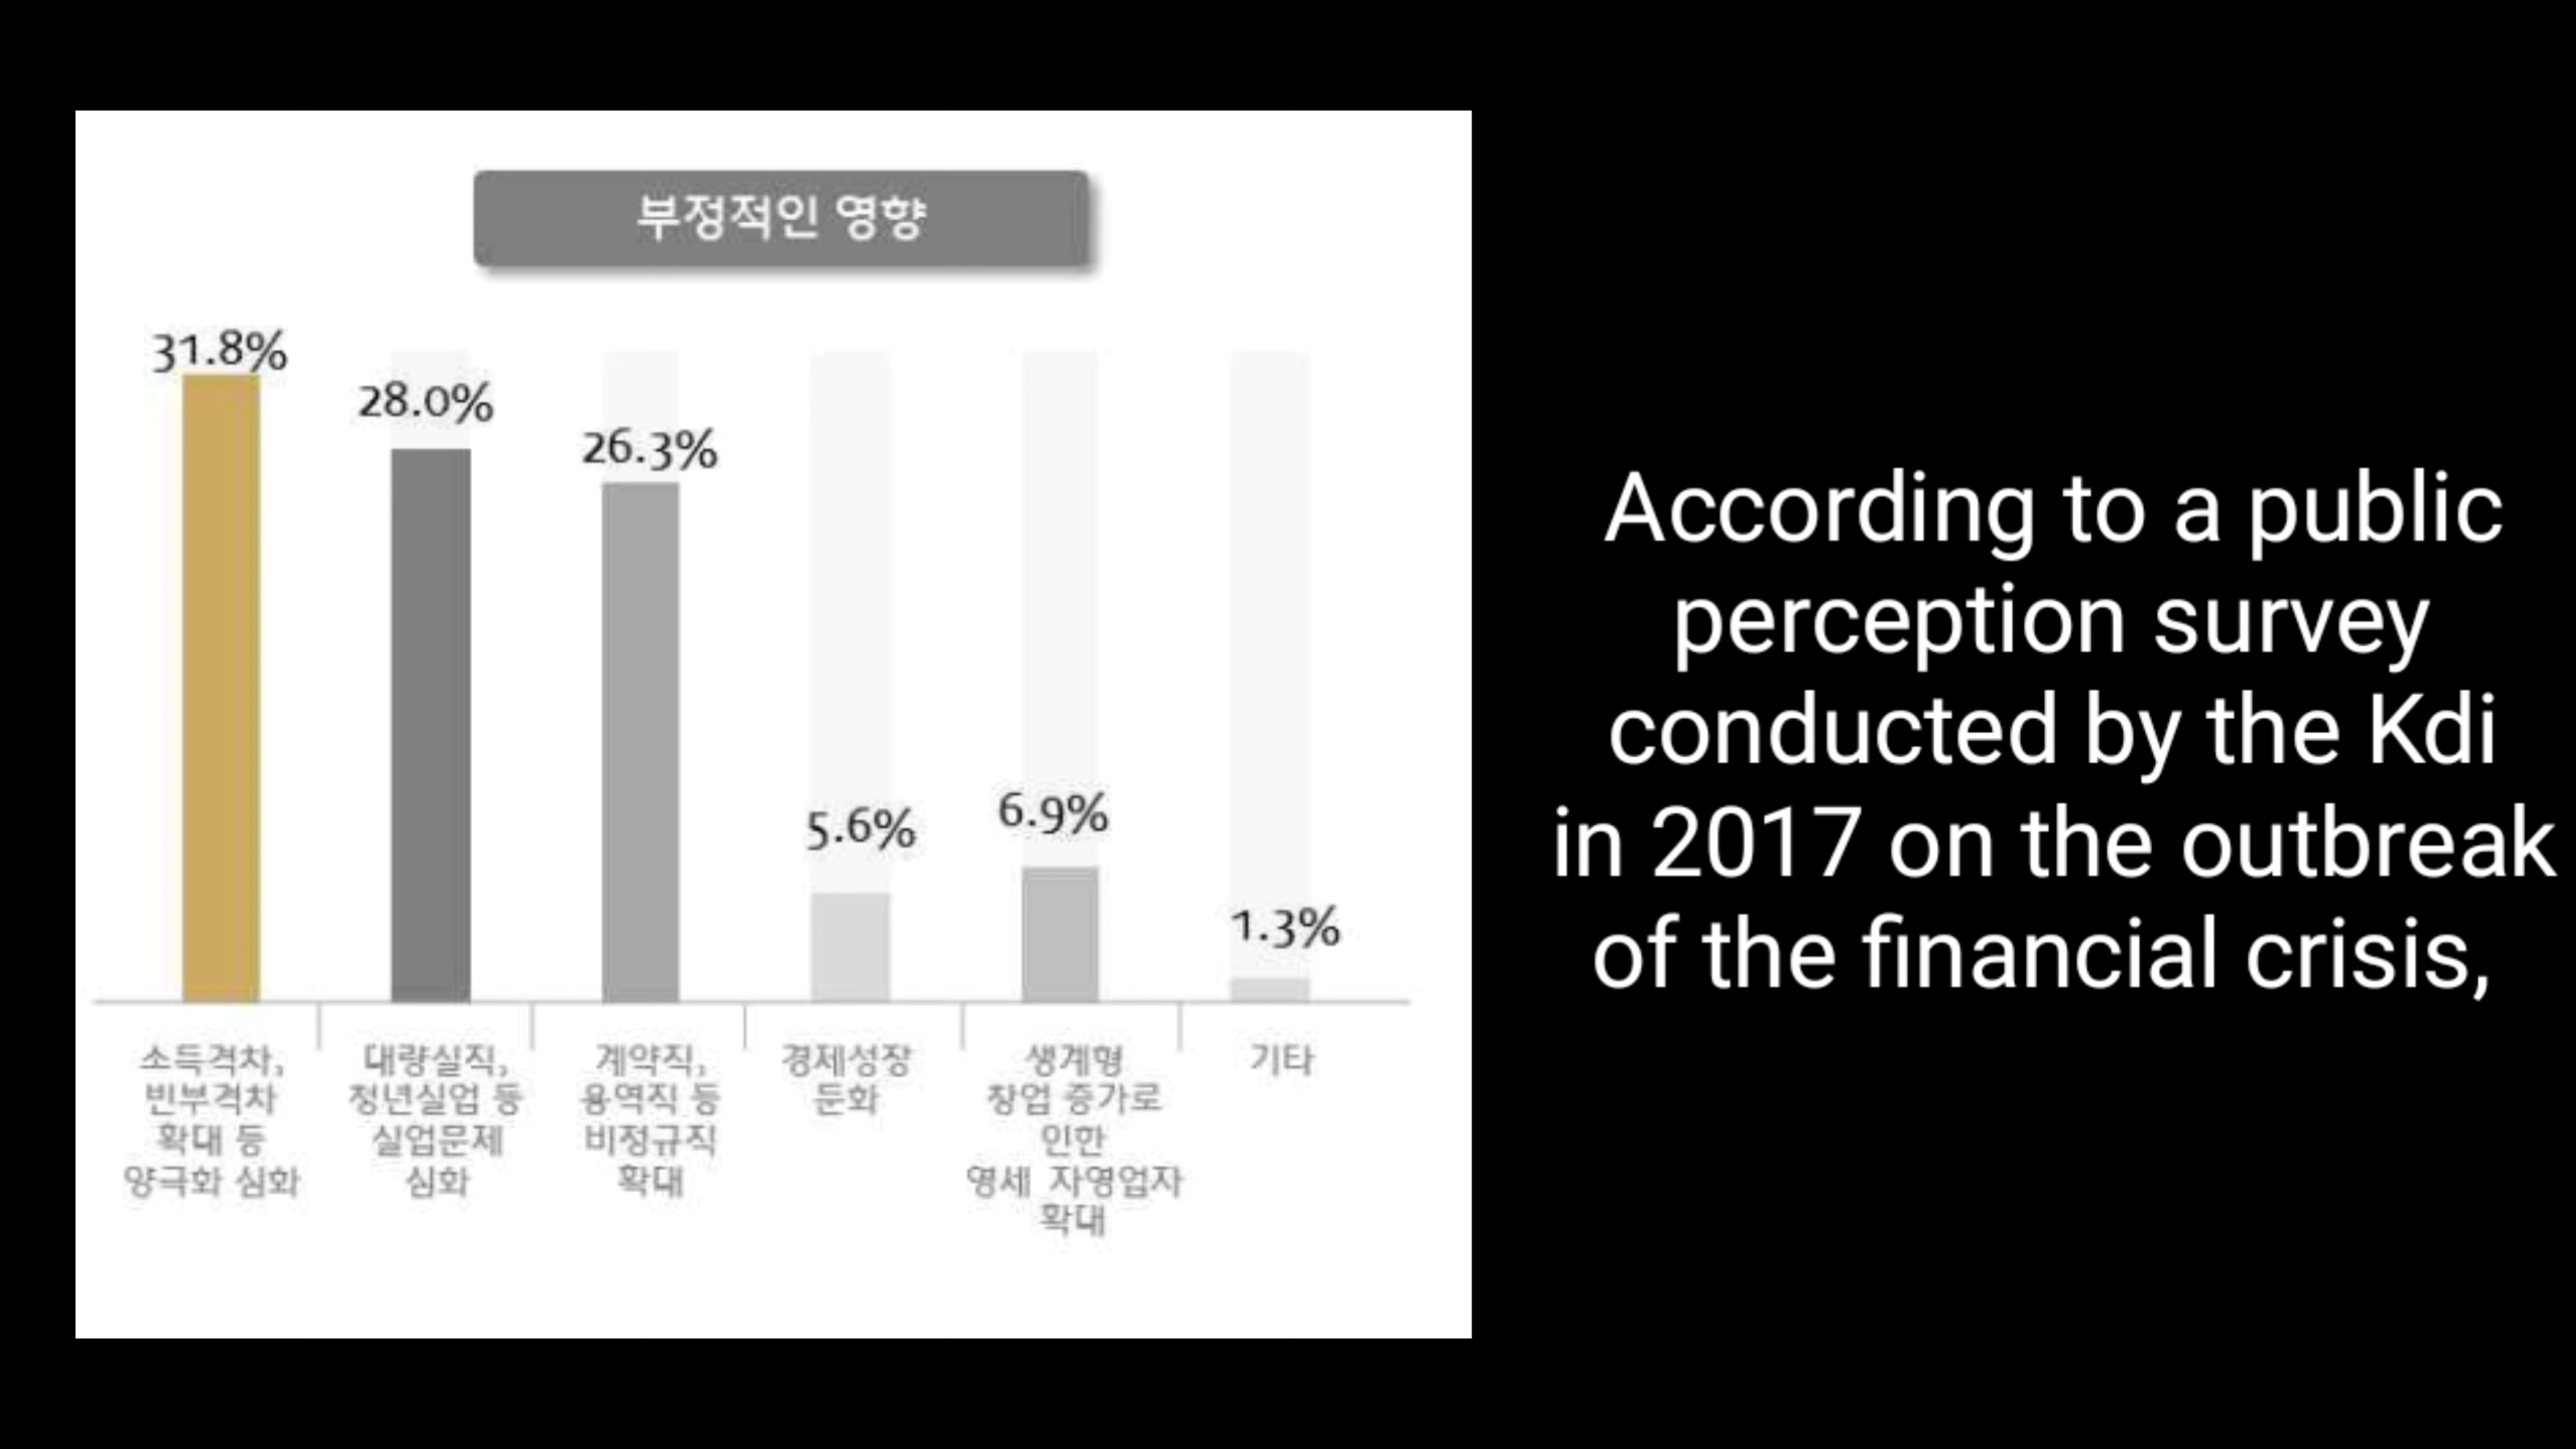 부정적인 영향
31.8%
28.0%
26.3%
5.6%
6.9%
1.3%
소득격차,
빈부격차
확대 등
양극화 심화
대량실직,
청년실업 등
실업문제
심화
계약직,
용역직 등
비정규직
확대
경제성장
둔화
생계형
창업 증가로
인한
영세 자영업자
확대
기타
According to a public
perception survey
conducted by the Kdi
in 2017 on the outbreak
of the financial crisis,